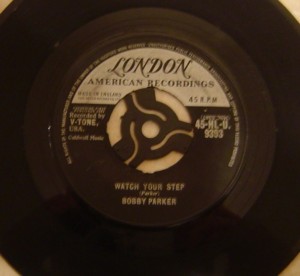 LONDON
AMERICAN RECORDINGS
MADE IN ENGLAND
45 R.P.M
Recorded by
V-TONE,
USA.
45-HL-U.
9393
WATCH YOUR STEP
(Parker)
BOBBY PARKER